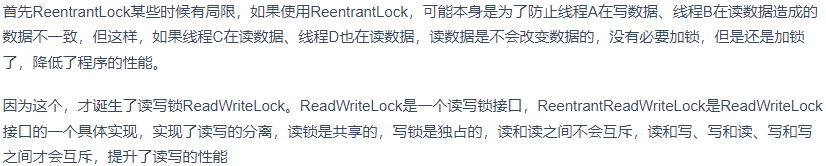 首先ReentrantLock某些时候有局限，如果使用ReentrantLock，可能本身是为了防止线程A在写数据、线程B在读数据造成的
数据不一致，但这样，如果线程C在读数据、线程D也在读数据，读数据是不会改变数据的，没有必要加锁，但是还是加锁
了，降低了程序的性能。
因为这个，才诞生了读写锁ReadWriteLock。ReadWriteLock是一个读写锁接口，ReentrantReadWriteLock是ReadWriteLock
接口的一个具体实现，实现了读写的分离，读锁是共享的，写锁是独占的，读和读之间不会互斥，读和写、写和读、写和写
之间才会互斥，提升了读写的性能